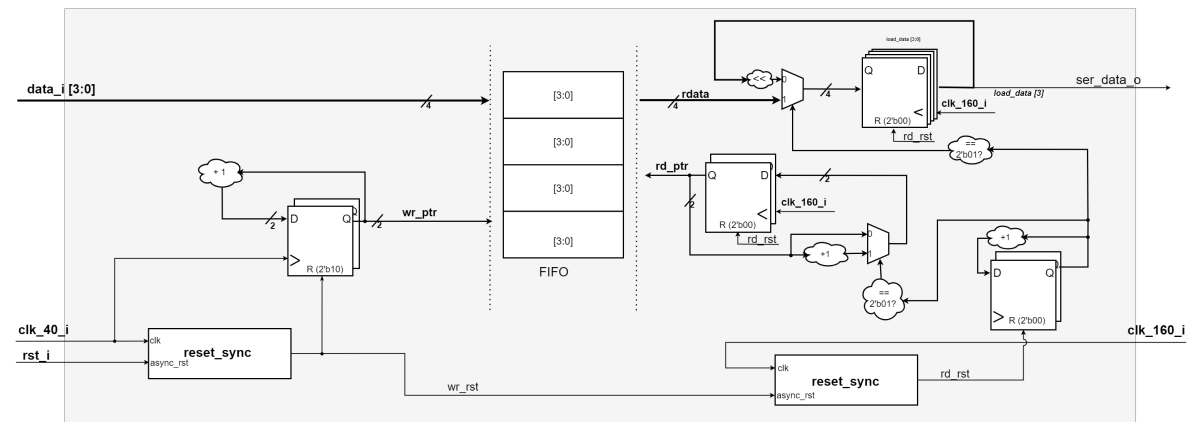 data_i [3:0]
4
+ 1
D
Q
Q
2
2
R (2'b10)
wr_ptr
clk_40_i
rst_i
clk
async_rst
reset_sync
wr_rst
[3:0]
[3:0]
[3:0]
[3:0]
FIFO
4
rdata
<<
0
1
4
load_data [3:0]
Q
D
R (2'b00)
rd_rst
clk_160_i
load_data [3]
ser_data_o
==
2'b01?
rd_ptr
2
Q
D
R (2'b00)
rd_rst
clk_160_i
2
0
1
+1
==
2'b01?
+1
D
Q
R (2'b00)
clk_160_i
clk
async_rst
reset_sync
rd_rst